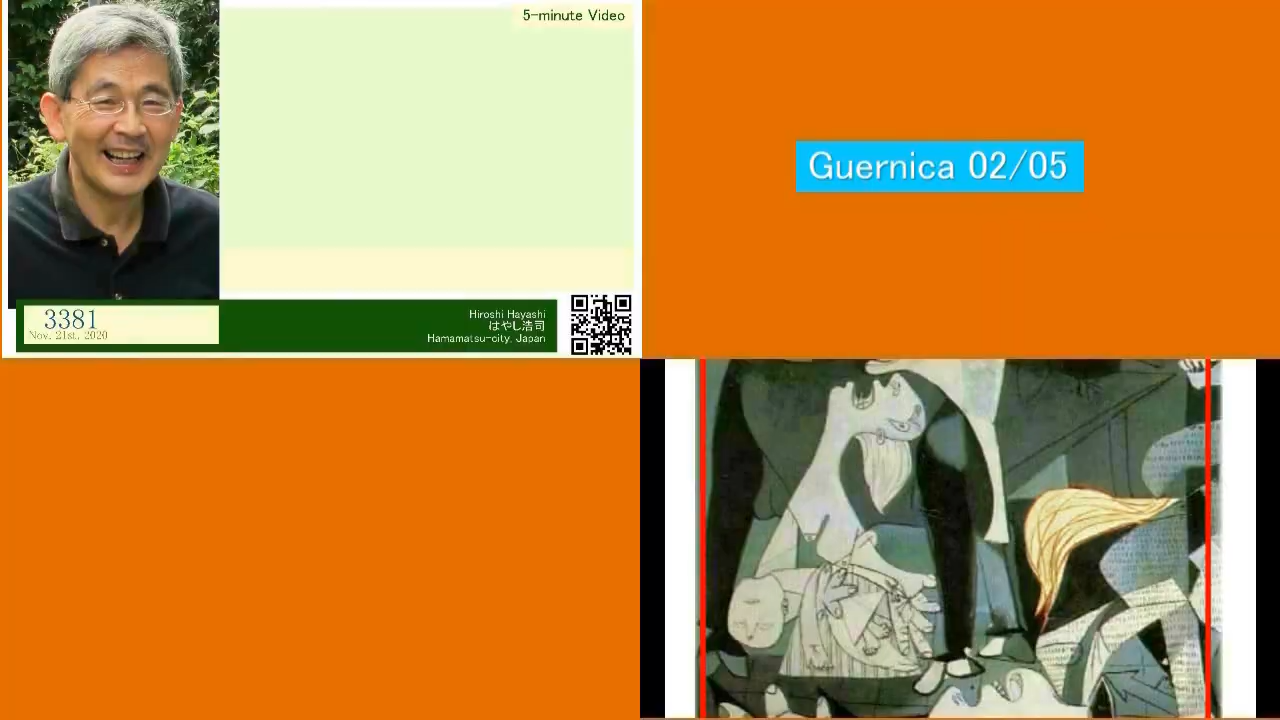 5-minute Video
Guernica 02/05
3381
Nov. 21st., 2020
Hiroshi Hayashi
はやし浩司
Hamamatsu-city, Japan